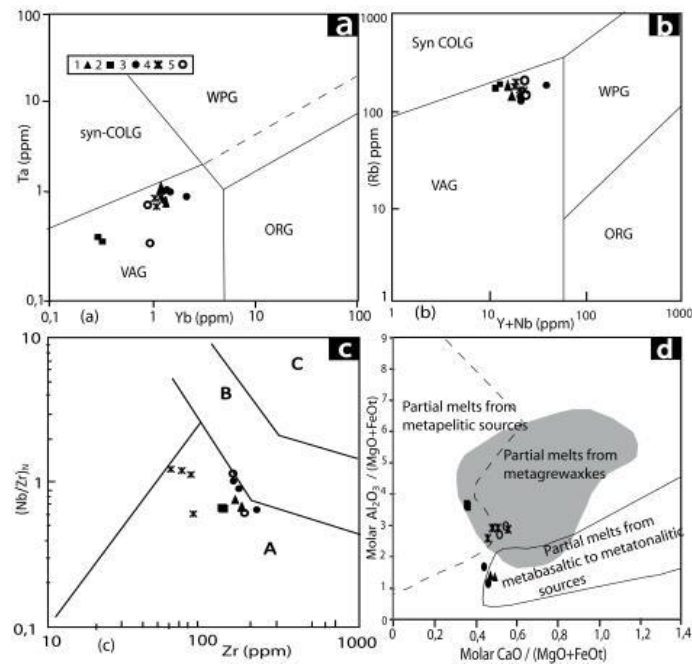 a
100
10
1
0,1
Ta (ppm)
1 2 3 4 5
WPG
syn-COLG
ORG
VAG
0,1
1
10
100
(a)
Yb (ppm)
b
1000
100
10
1
(Rb) ppm
Syn COLG
WPG
VAG
ORG
1
10
100
1000
(b)
Y+Nb (ppm)
c
10
1
0.1
(Nb/Zr)N
C
B
A
10
100
1000
(c)
Zr (ppm)
d
9
8
7
6
5
4
3
2
1
0
Molar Al2O3 / (MgO+FeOt)
Partial melts from
metapelitic sources
Partial melts from
metagrewaxkes
Partial melts from
metabasaltic to metatonalitic
sources
0
0,2
0,4
0,6
0,8
1,0
1,2
1,4
Molar CaO / (MgO+FeOt)